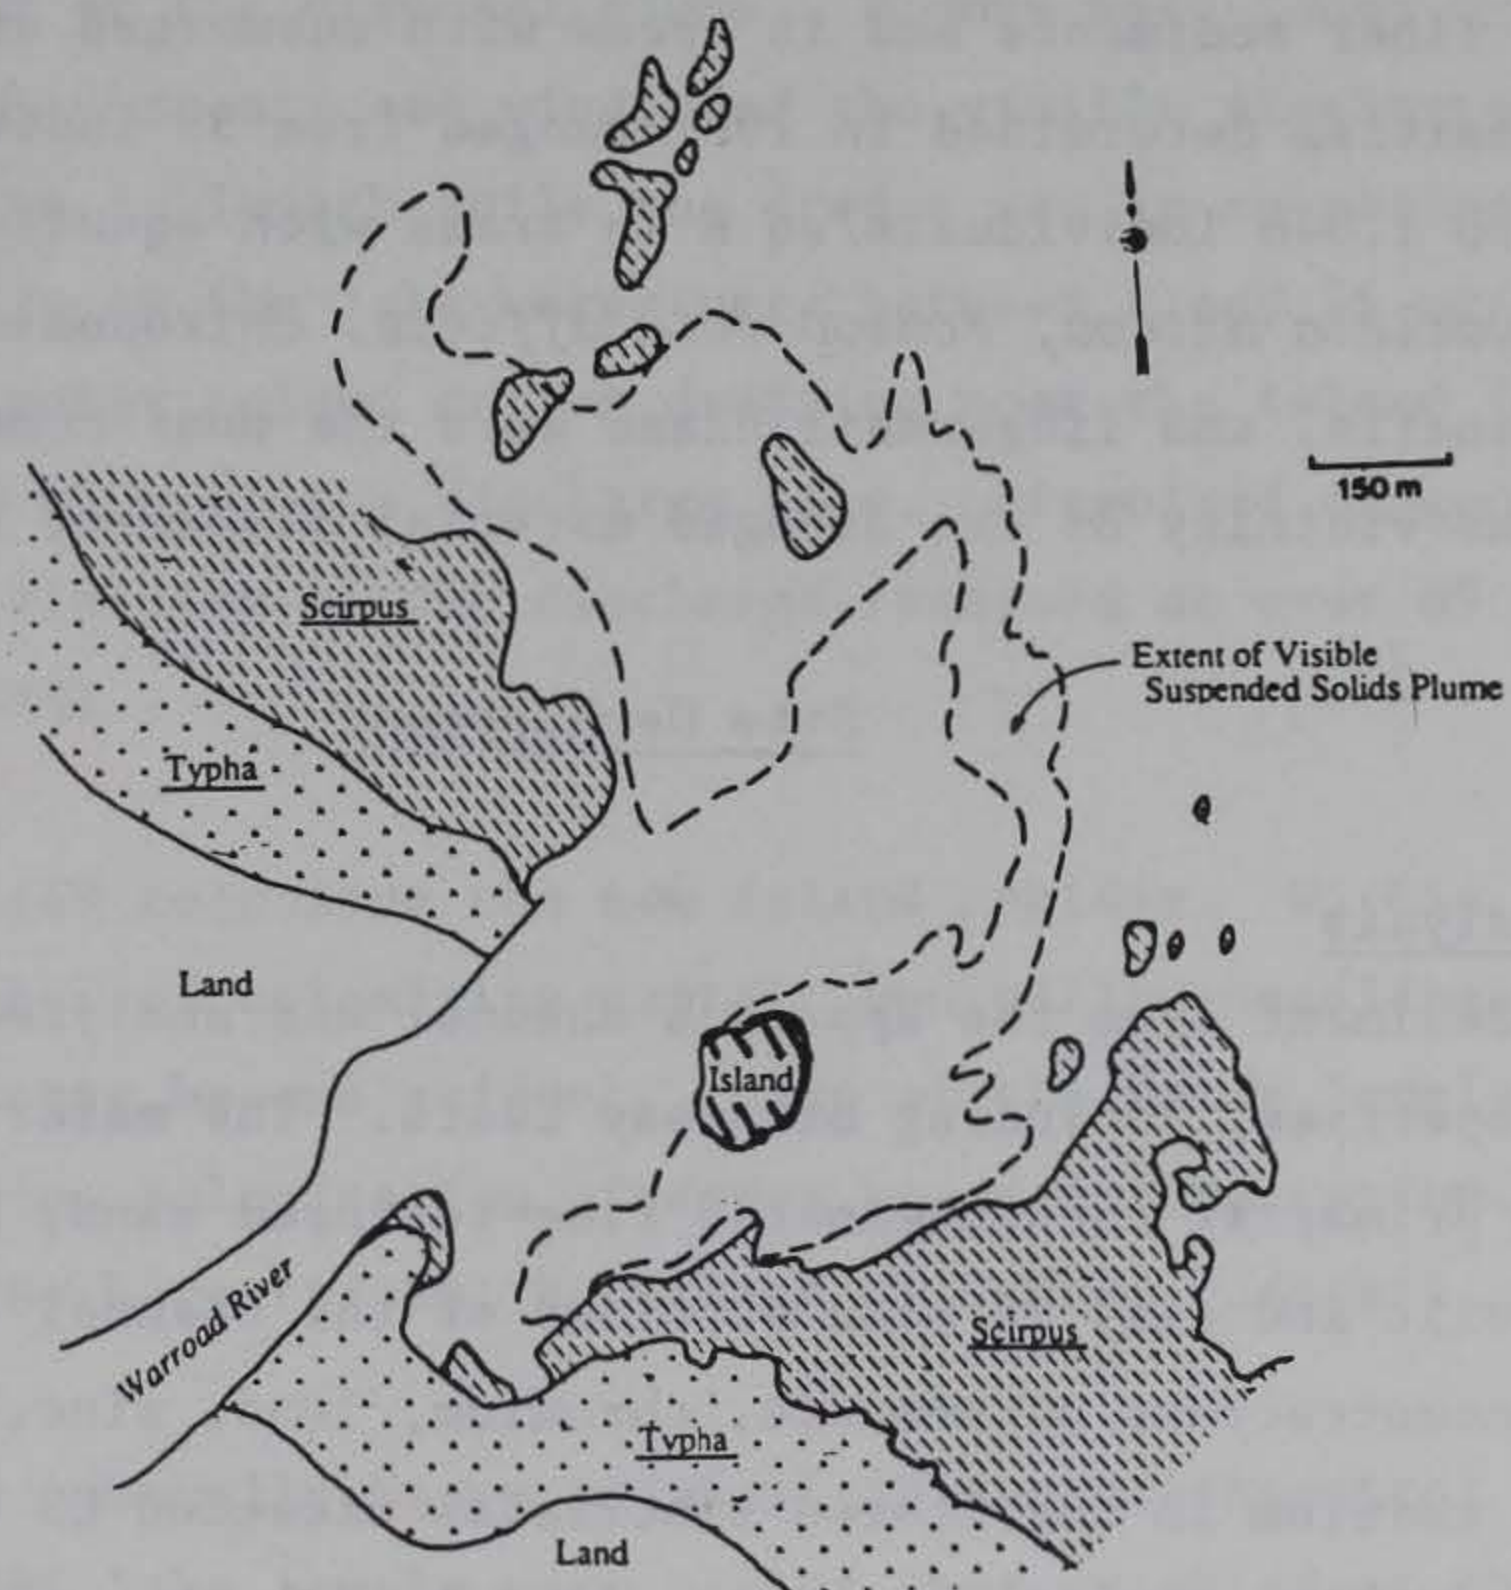 150 m
Scirpus
Extent of Visible
Suspended Solids Plume
Typha
Land
Island
Warroad River
Scirpus
Typha
Land